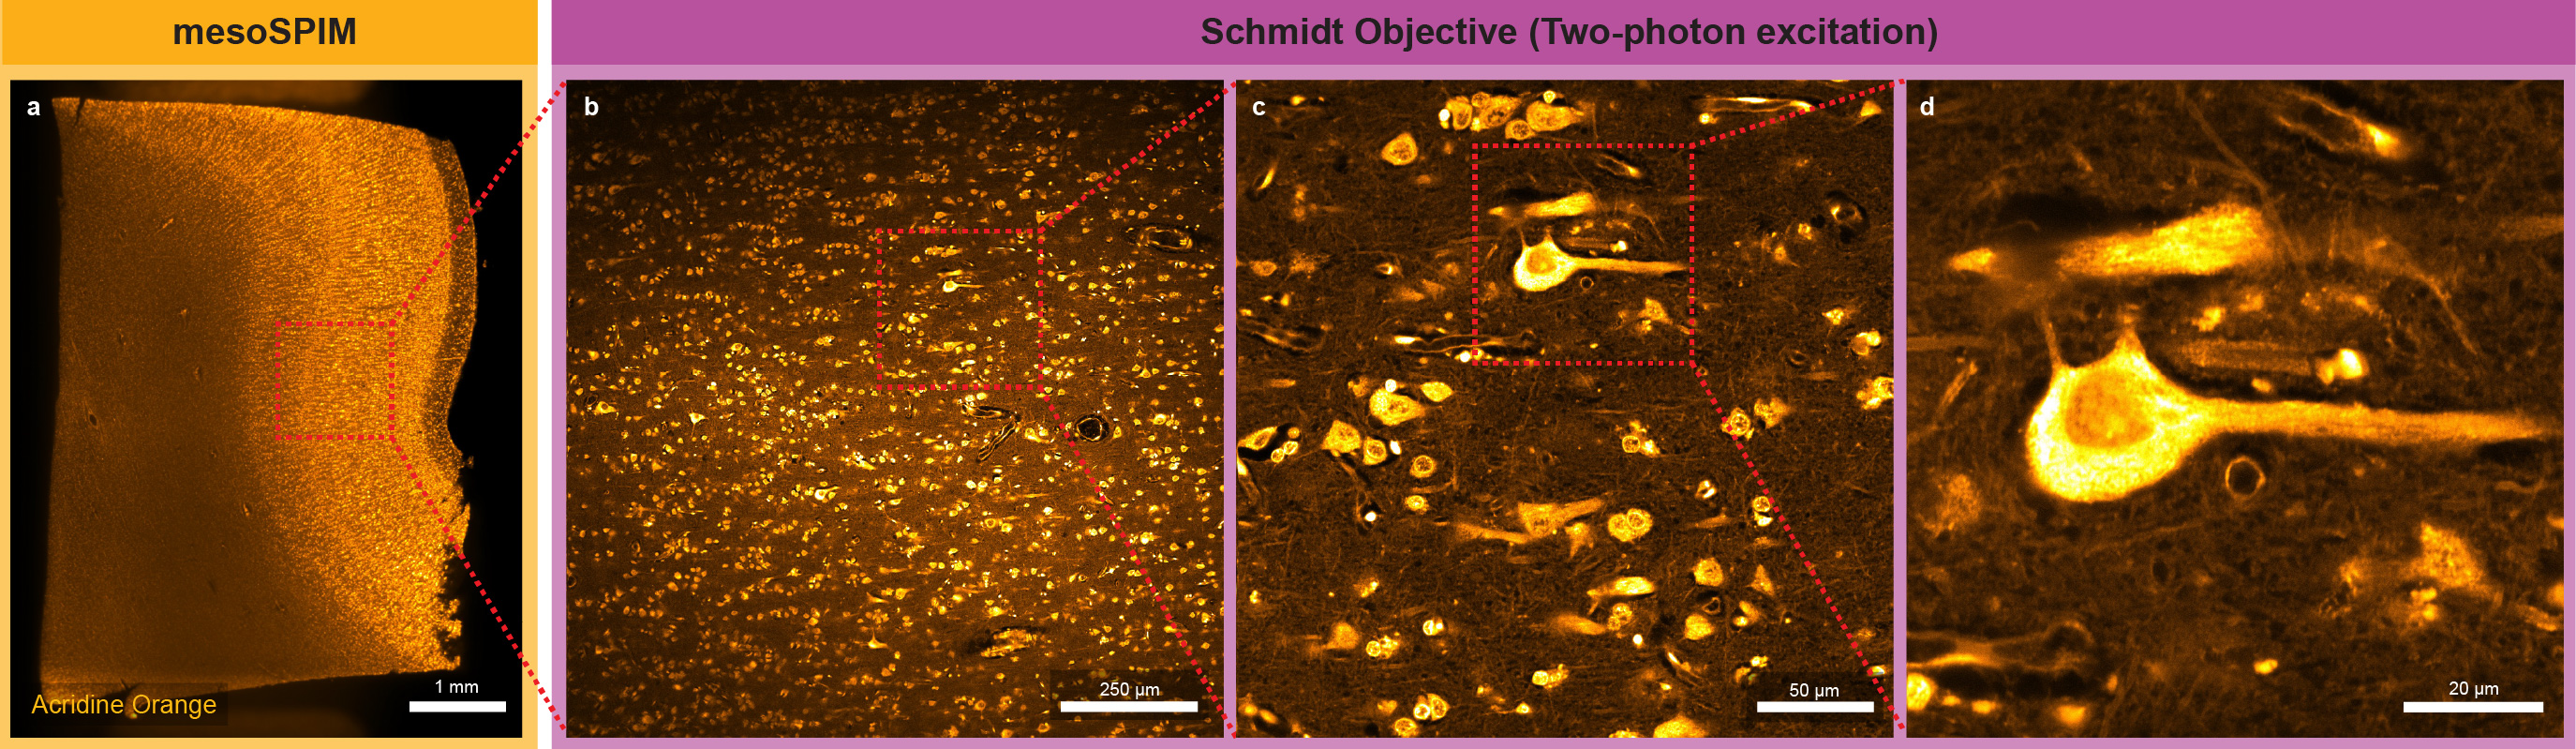 mesoSPIM
Schmidt Objective (Two-photon excitation)
a
b
c
d
Acridine Orange
1 mm
250 µm
50 µm
20 µm